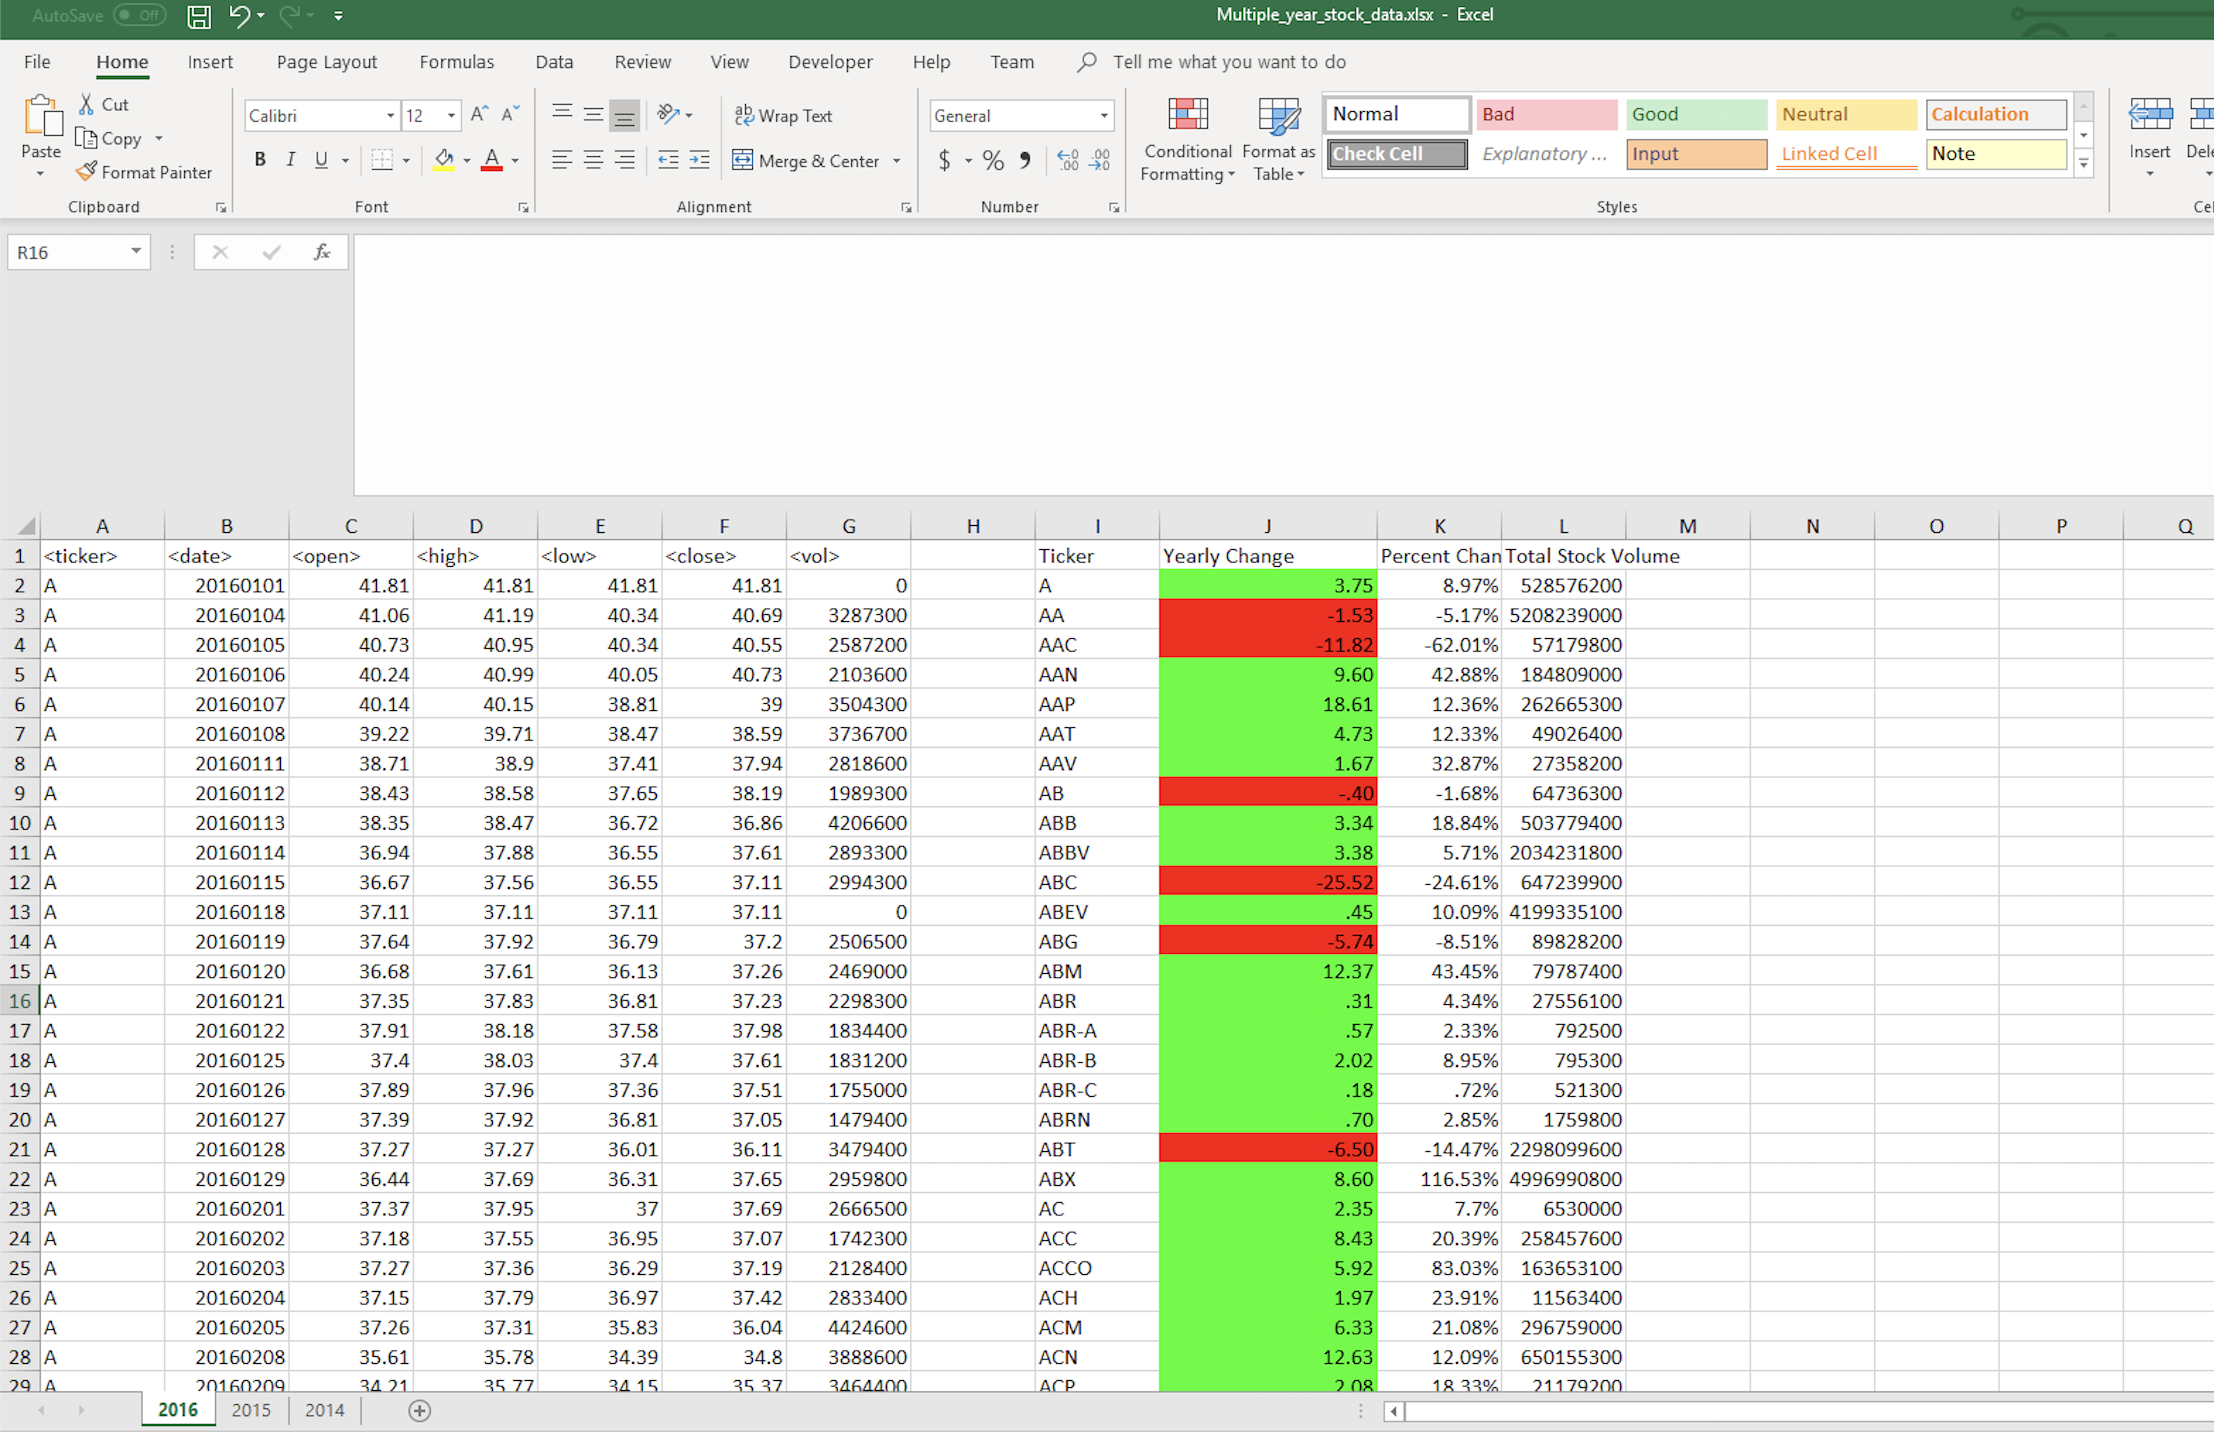 AutoSave Off Multiple_year_stock_data.xlsx - Excel
File Home Insert Page Layout Formulas Data Review View Developer Help Team Tell me what you want to do
Paste Cut Copy Format Painter Clipboard
Calibri 12 B I U A Font
Wrap Text Merge & Center Alignment
General $ % Number
Conditional Formatting Format as Table
Normal Bad Good Neutral Calculation
Check Cell Explanatory ... Input Linked Cell Note
Styles
Insert
R16 fx
A B C D E F G H I J K L M N O P Q
1 <ticker> <date> <open> <high> <low> <close> <vol> Ticker Yearly Change Percent Chan Total Stock Volume
2 A 20160101 41.81 41.81 41.81 41.81 0 A 3.75 8.97% 528576200
3 A 20160104 41.06 41.19 40.34 40.69 3287300 AA -1.53 -5.17% 5208239000
4 A 20160105 40.73 40.95 40.34 40.55 2587200 AAC -11.82 -62.01% 57179800
5 A 20160106 40.24 40.99 40.05 40.73 2103600 AAN 9.60 42.88% 184809000
6 A 20160107 40.14 40.15 38.81 39 3504300 AAP 18.61 12.36% 262665300
7 A 20160108 39.22 39.71 38.47 38.59 3736700 AAT 4.73 12.33% 49026400
8 A 20160111 38.71 38.9 37.41 37.94 2818600 AAV 1.67 32.87% 27358200
9 A 20160112 38.43 38.58 37.65 38.19 1989300 AB -.40 -1.68% 64736300
10 A 20160113 38.35 38.47 36.72 36.86 4206600 ABB 3.34 18.84% 503779400
11 A 20160114 36.94 37.88 36.55 37.61 2893300 ABBV 3.38 5.71% 2034231800
12 A 20160115 36.67 37.56 36.55 37.11 2994300 ABC -25.52 -24.61% 647239900
13 A 20160118 37.11 37.11 37.11 37.11 0 ABEV .45 10.09% 4199335100
14 A 20160119 37.64 37.92 36.79 37.2 2506500 ABG -5.74 -8.51% 89828200
15 A 20160120 36.68 37.61 36.13 37.26 2469000 ABM 12.37 43.45% 79787400
16 A 20160121 37.35 37.83 36.81 37.23 2298300 ABR .31 4.34% 27556100
17 A 20160122 37.91 38.18 37.58 37.98 1834400 ABR-A .57 2.33% 792500
18 A 20160125 37.4 38.03 37.4 37.61 1831200 ABR-B 2.02 8.95% 795300
19 A 20160126 37.89 37.96 37.36 37.51 1755000 ABR-C .18 .72% 521300
20 A 20160127 37.39 37.92 36.81 37.05 1479400 ABRN .70 2.85% 1759800
21 A 20160128 37.27 37.27 36.01 36.11 3479400 ABT -6.50 -14.47% 2298099600
22 A 20160129 36.44 37.69 36.31 37.65 2959800 ABX 8.60 116.53% 4996990800
23 A 20160201 37.37 37.95 37 37.69 2666500 AC 2.35 7.7% 6530000
24 A 20160202 37.18 37.55 36.95 37.07 1742300 ACC 8.43 20.39% 258457600
25 A 20160203 37.27 37.36 36.29 37.19 2128400 ACCO 5.92 83.03% 163653100
26 A 20160204 37.15 37.79 36.97 37.42 2833400 ACH 1.97 23.91% 11563400
27 A 20160205 37.26 37.31 35.83 36.04 4424600 ACM 6.33 21.08% 296759000
28 A 20160208 35.61 35.78 34.39 34.8 3888600 ACN 12.63 12.09% 650155300
29 A 20160209 34.21 35.77 34.15 35.37 3464400 ACP 2.08 18.33% 21179200
2016 2015 2014